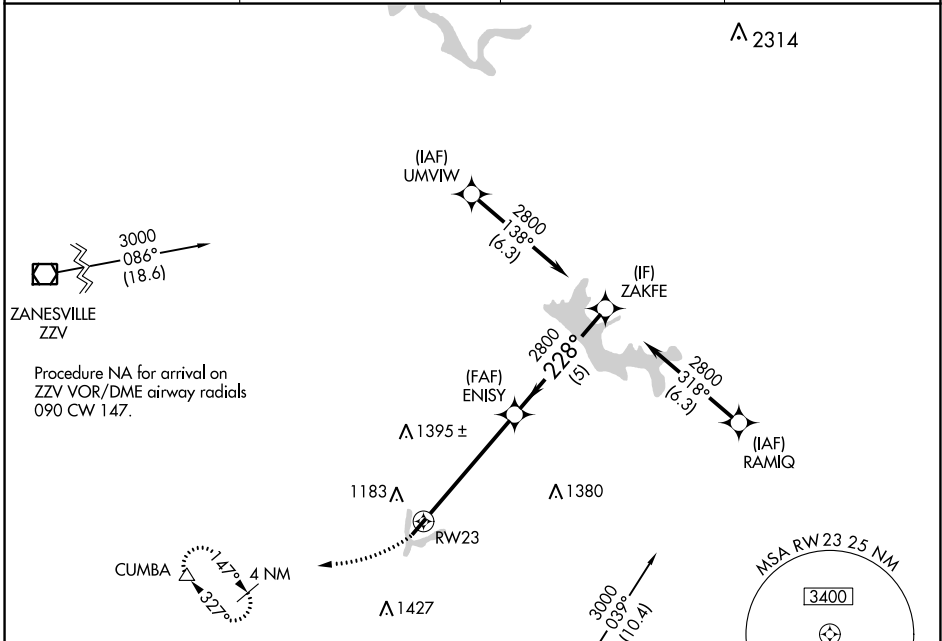 2314
(IAF)
UMVIW
2800
138°
(6.3)
3000
086°
(18.6)
(IF)
ZAKFE
ZANESVILLE
ZZV
Procedure NA for arrival on
ZZV VOR/DME airway radials
090 CW 147.
2800
228°
(5)
2800
318°
(6.3)
(FAF)
ENISY
(IAF)
RAMIQ
1395 ±
1183
1380
RW23
CUMBA
147°
4 NM
327°
1427
3000
039°
(10.4)
MSA RW 23 25 NM
3400